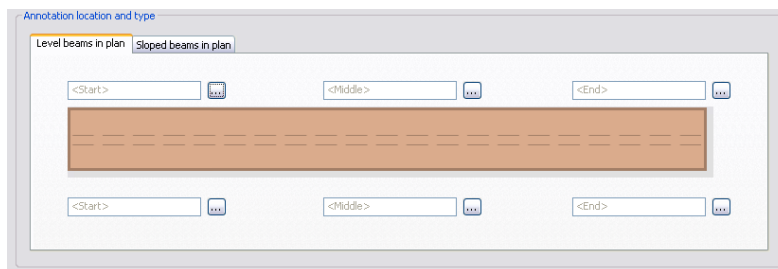 Annotation location and type
Level beams in plan Sloped beams in plan
<Start> ... <Middle> ... <End> ...
<Start> ... <Middle> ... <End> ...